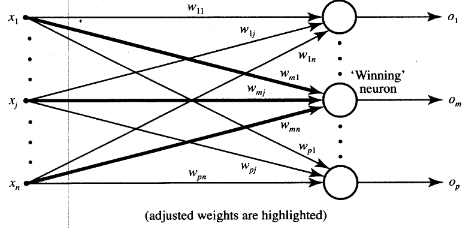 x1 w11 o1
w1j
w1n
wm1 'Winning'
neuron
xj wmj om
wmn
wp1
wpj
xn wpn op
(adjusted weights are highlighted)